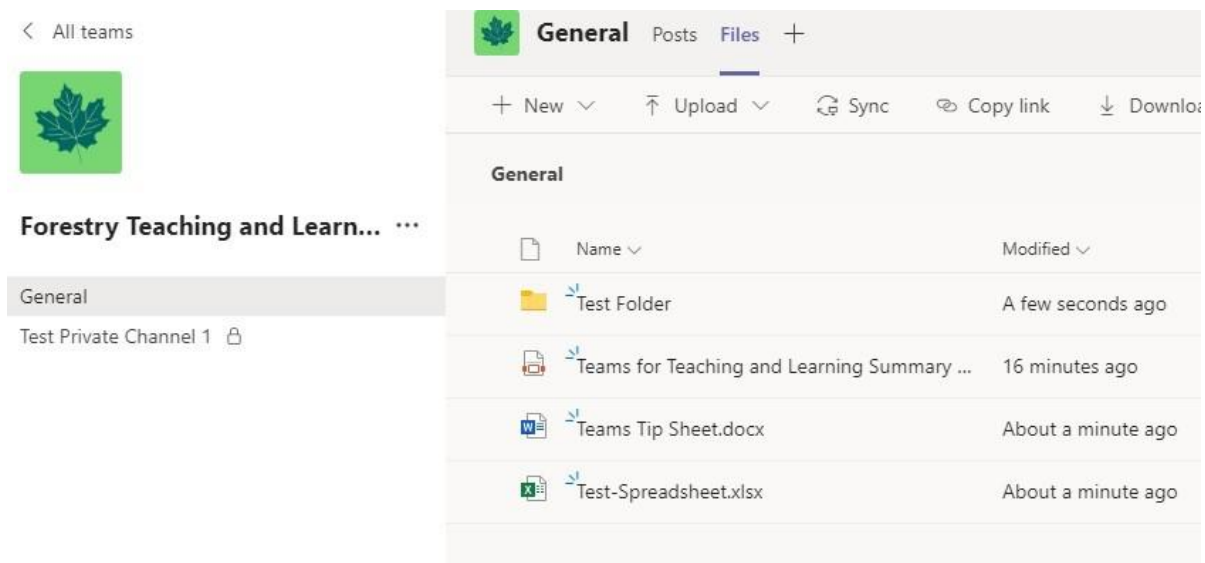 All teams
Forestry Teaching and Learn... ...
General
Test Private Channel 1
General Posts Files +
+ New Upload Sync Copy link Downloa
General
Name Modified
Test Folder A few seconds ago
Teams for Teaching and Learning Summary ... 16 minutes ago
Teams Tip Sheet.docx About a minute ago
Test-Spreadsheet.xlsx About a minute ago